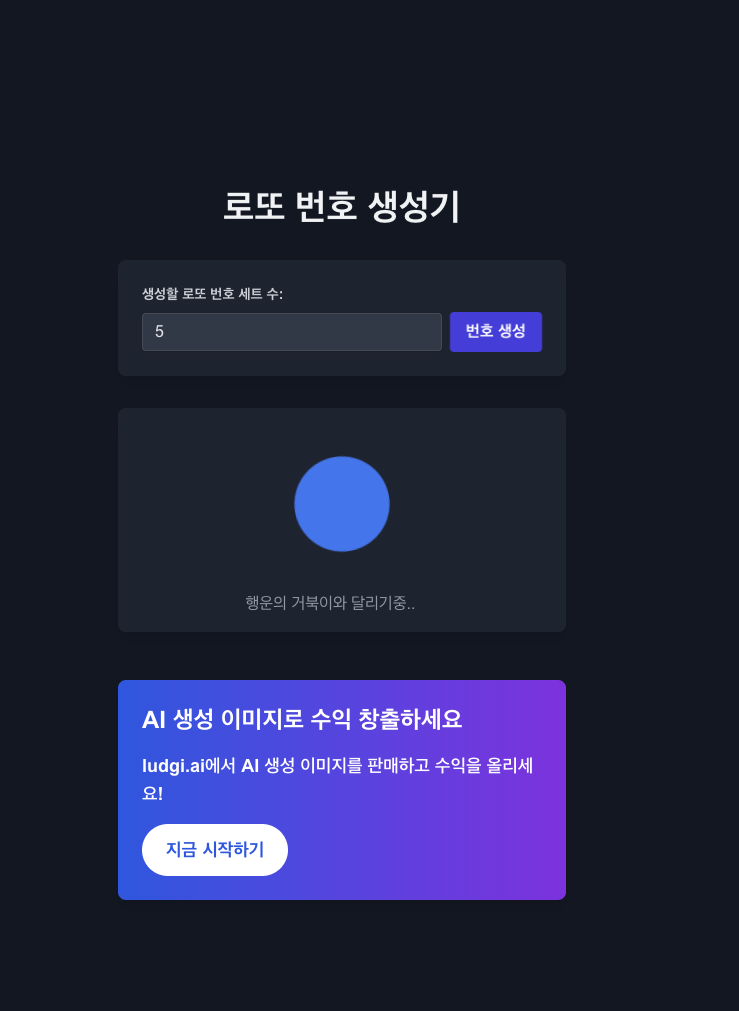 로또 번호 생성기
생성할 로또 번호 세트 수:
5
번호 생성
행운의 거북이와 달리기중..
AI 생성 이미지로 수익 창출하세요
ludgi.ai에서 AI 생성 이미지를 판매하고 수익을 올리세
요!
지금 시작하기